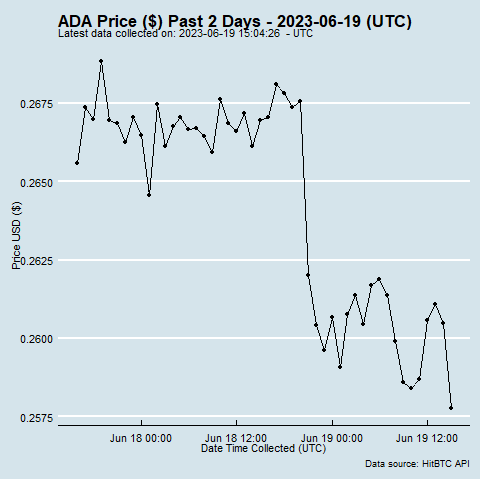 ADA Price ($) Past 2 Days - 2023-06-19 (UTC)
Latest data collected on: 2023-06-19 15:04:26 - UTC
Price USD ($)
0.2675
0.2650
0.2625
0.2600
0.2575
Jun 18 00:00 Jun 18 12:00 Jun 19 00:00 Jun 19 12:00
Date Time Collected (UTC)
Data source: HitBTC API